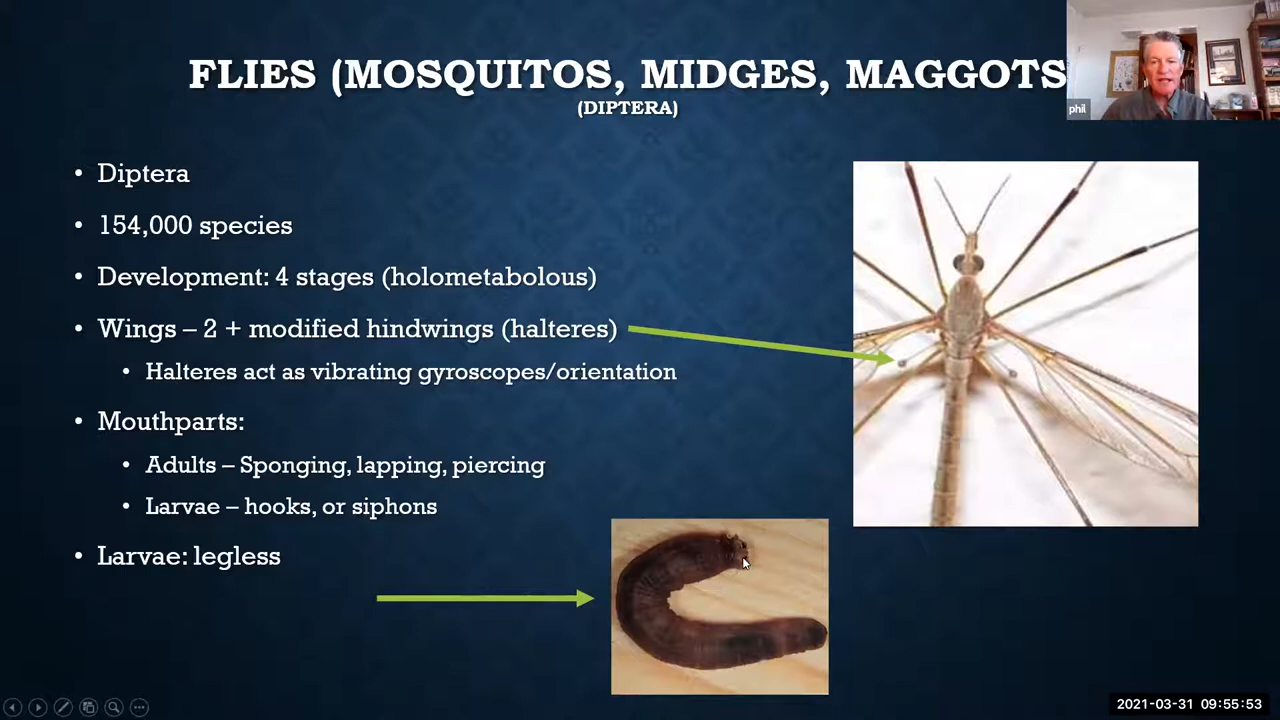 FLIES (MOSQUITOS, MIDGES, MAGGOTS
(DIPTERA)
phil
• Diptera
• 154,000 species
• Development: 4 stages (holometabolous)
• Wings – 2 + modified hindwings (halteres)
• Halteres act as vibrating gyroscopes/orientation
• Mouthparts:
• Adults – Sponging, lapping, piercing
• Larvae – hooks, or siphons
• Larvae: legless
2021-03-31 09:55:53